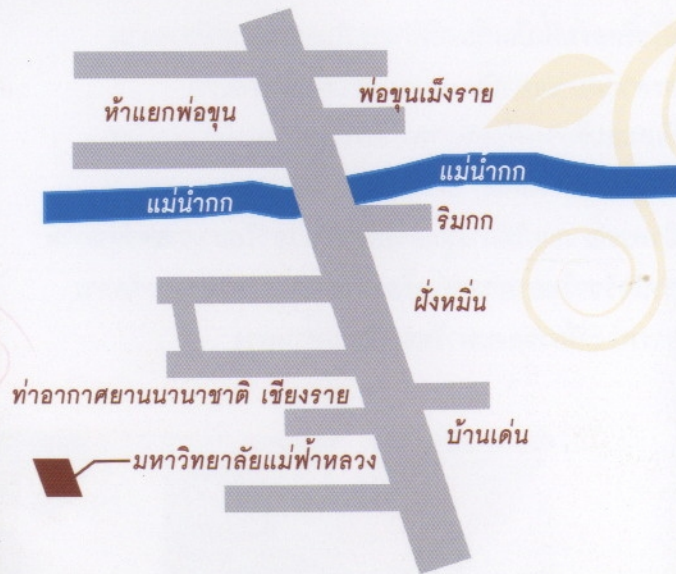 พ่อขุนเม็งราย
ห้าแยกพ่อขุน
แม่น้ำกก
แม่น้ำกก
ริมกก
ฝั่งหมิ่น
ท่าอากาศยานนานาชาติ เชียงราย
บ้านเด่น
มหาวิทยาลัยแม่ฟ้าหลวง